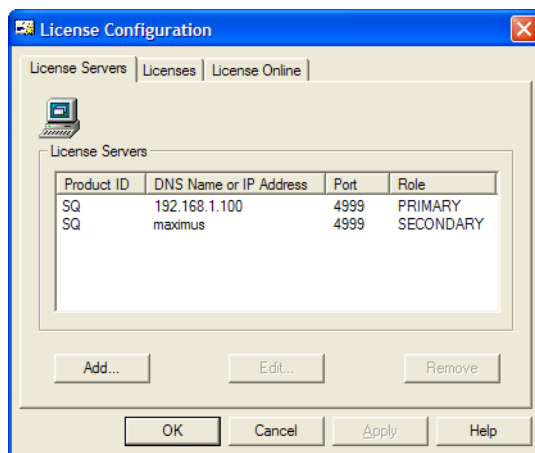 License Configuration
License Servers Licenses License Online
License Servers
Product ID DNS Name or IP Address Port Role
SQ 192.168.1.100 4999 PRIMARY
SQ maximus 4999 SECONDARY
Add... Edit... Remove
OK Cancel Apply Help